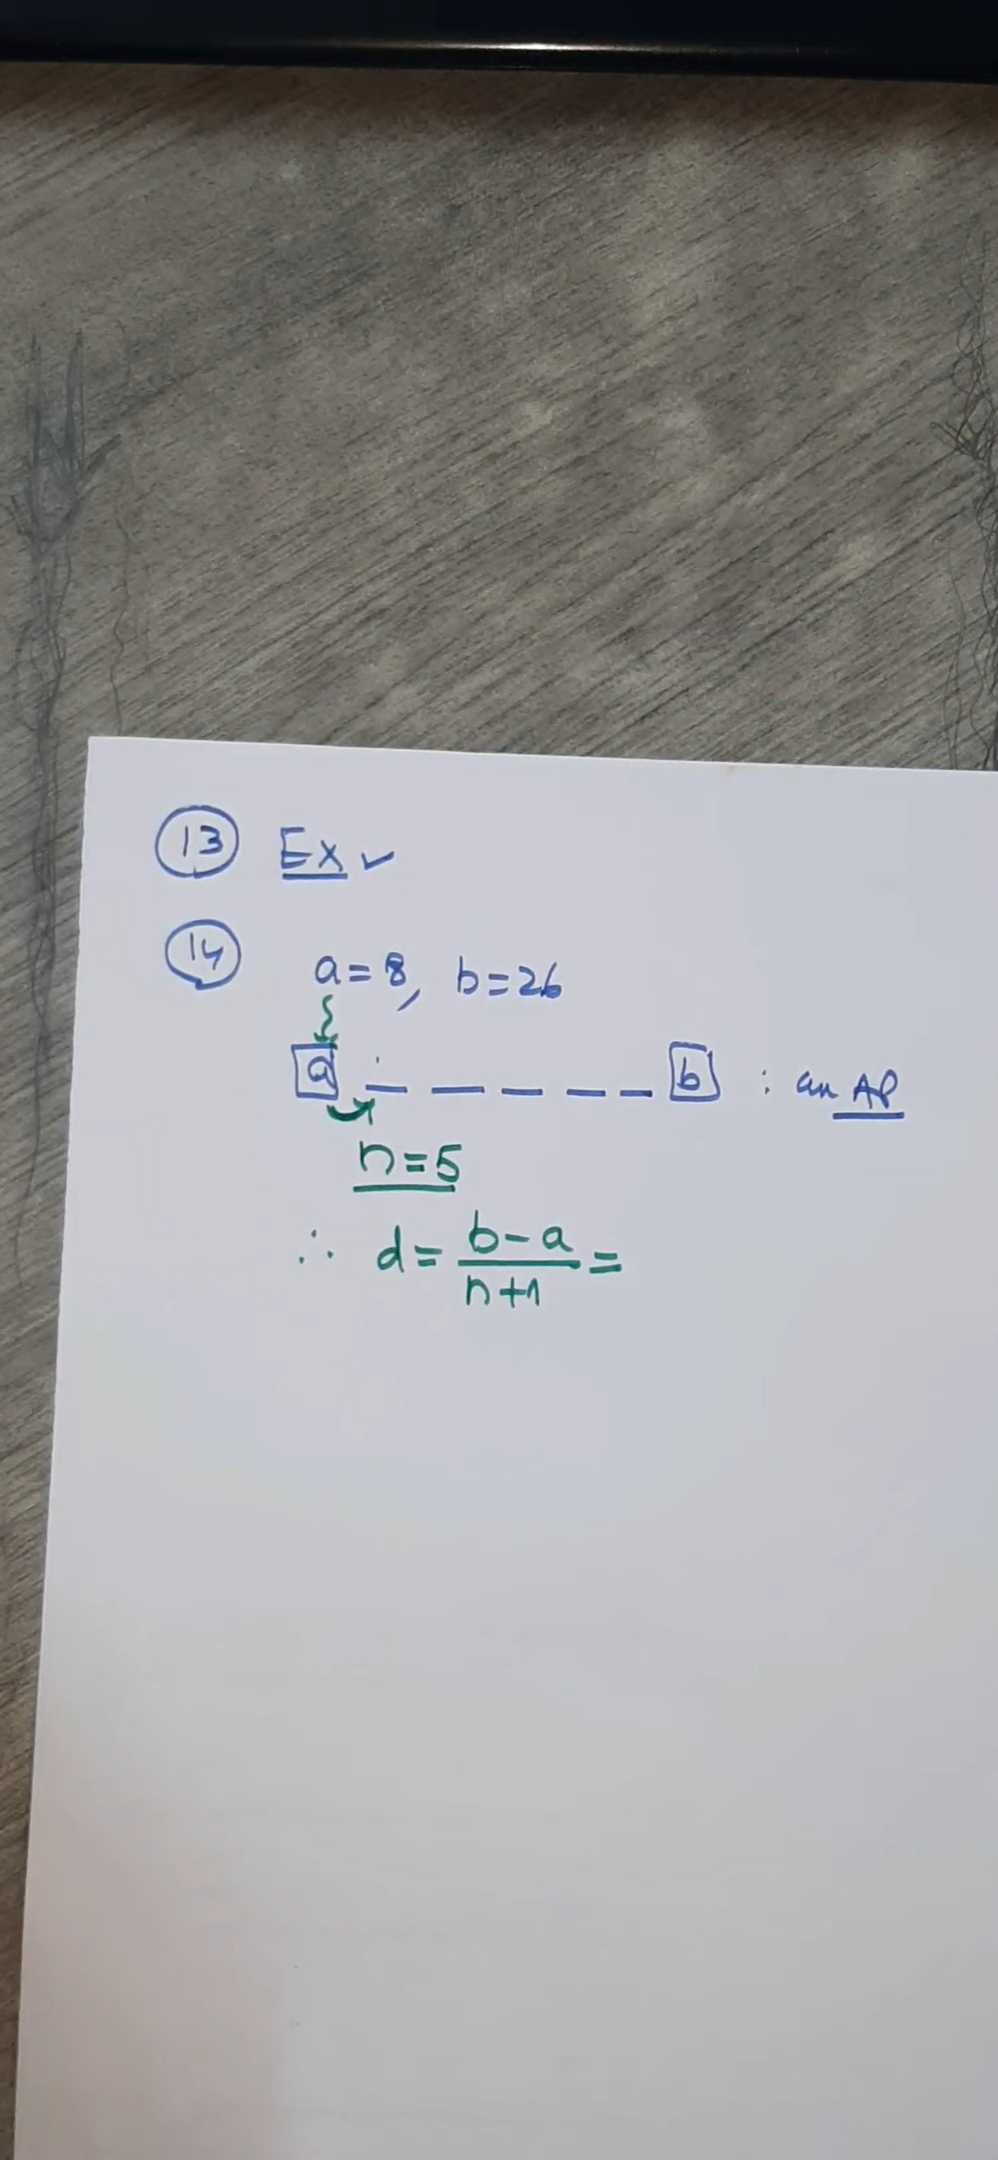 13 Ex ✓
14 a = 8, b = 26
a _ _ _ _ _ b : an AP
n = 5
∴ d = (b - a)/(n + 1) =